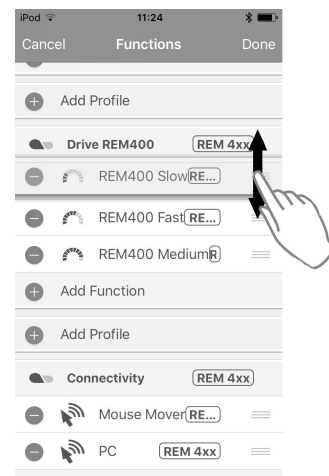 iPod 11:24
Cancel Functions Done
Add Profile
Drive REM400 REM 4xx
REM400 Slow RE...
REM400 Fast RE...
REM400 Medium R
Add Function
Add Profile
Connectivity REM 4xx
Mouse Mover RE...
PC REM 4xx